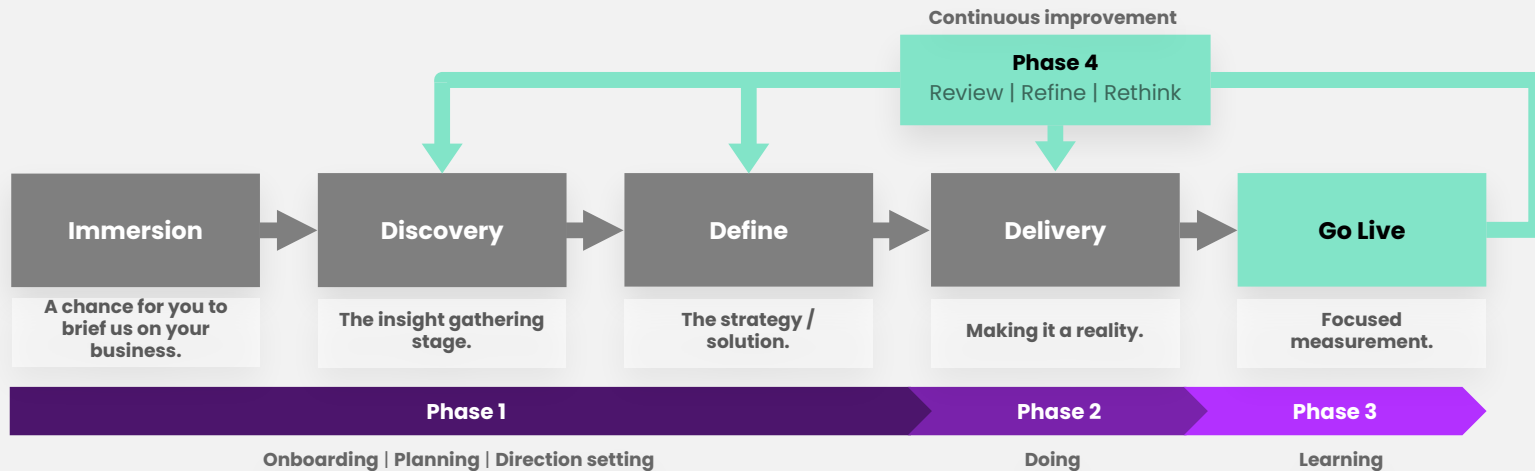 Continuous improvement
Phase 4
Review | Refine | Rethink
Immersion
Discovery
Define
Delivery
Go Live
A chance for you to
brief us on your
business.
The insight gathering
stage.
The strategy /
solution.
Making it a reality.
Focused
measurement.
Phase 1
Phase 2
Phase 3
Onboarding | Planning | Direction setting
Doing
Learning